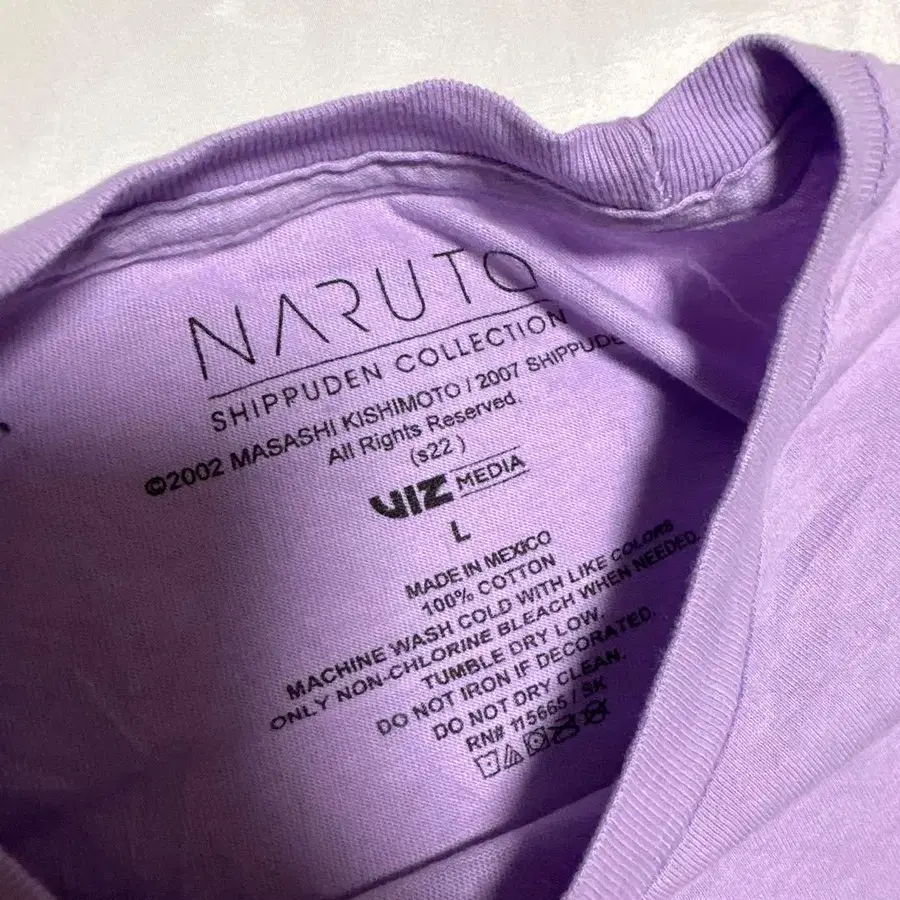 NARUTO
SHIPPUDEN COLLECTION
©2002 MASASHI KISHIMOTO / 2007 SHIPPUDE
All Rights Reserved.
(s22 )
VIZ MEDIA
L
MADE IN MEXICO
100% COTTON
MACHINE WASH COLD WITH LIKE COLORS
ONLY NON-CHLORINE BLEACH WHEN NEEDED.
TUMBLE DRY LOW.
DO NOT IRON IF DECORATED.
DO NOT DRY CLEAN.
RN# 115665 / SK